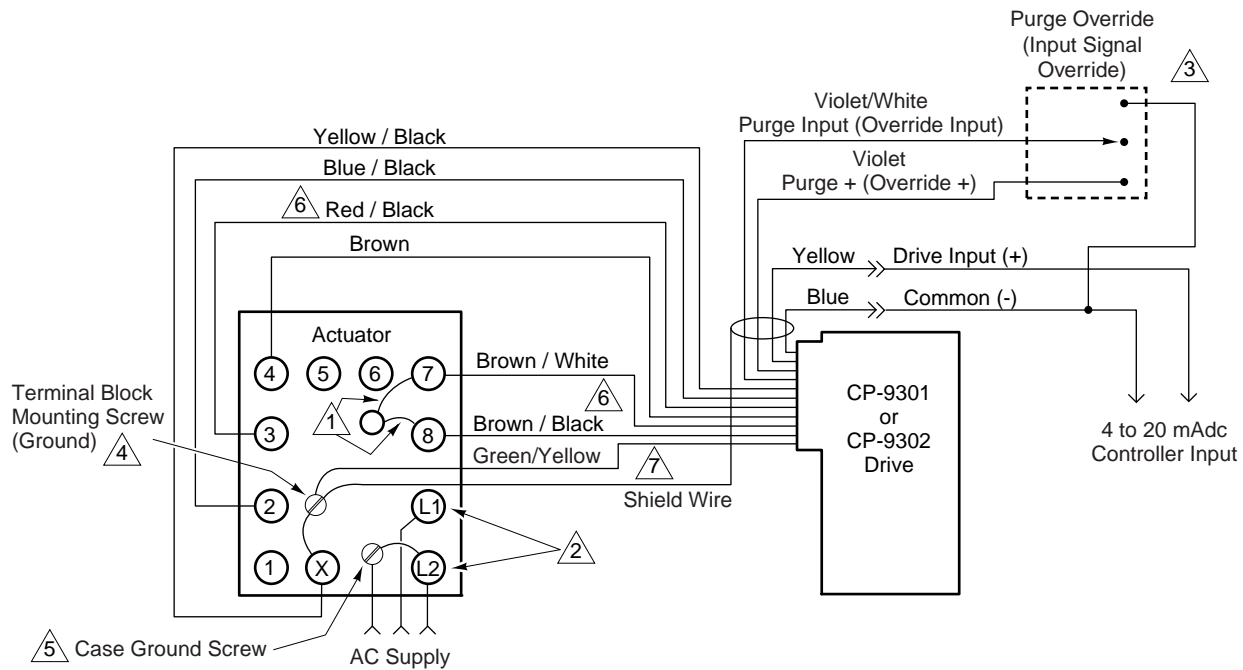 Purge Override
(Input Signal
Override)
3
Violet/White
Purge Input (Override Input)
Yellow / Black
Violet
Blue / Black
Purge + (Override +)
6
Red / Black
Brown
Yellow
Drive Input (+)
Blue
Common (-)
Actuator
4
5
6
7
Brown / White
6
Terminal Block
Mounting Screw
(Ground)
4
3
1
8
Brown / Black
Green/Yellow
7
Shield Wire
CP-9301
or
CP-9302
Drive
4 to 20 mAdc
Controller Input
2
L1
2
1
X
L2
5
Case Ground Screw
AC Supply